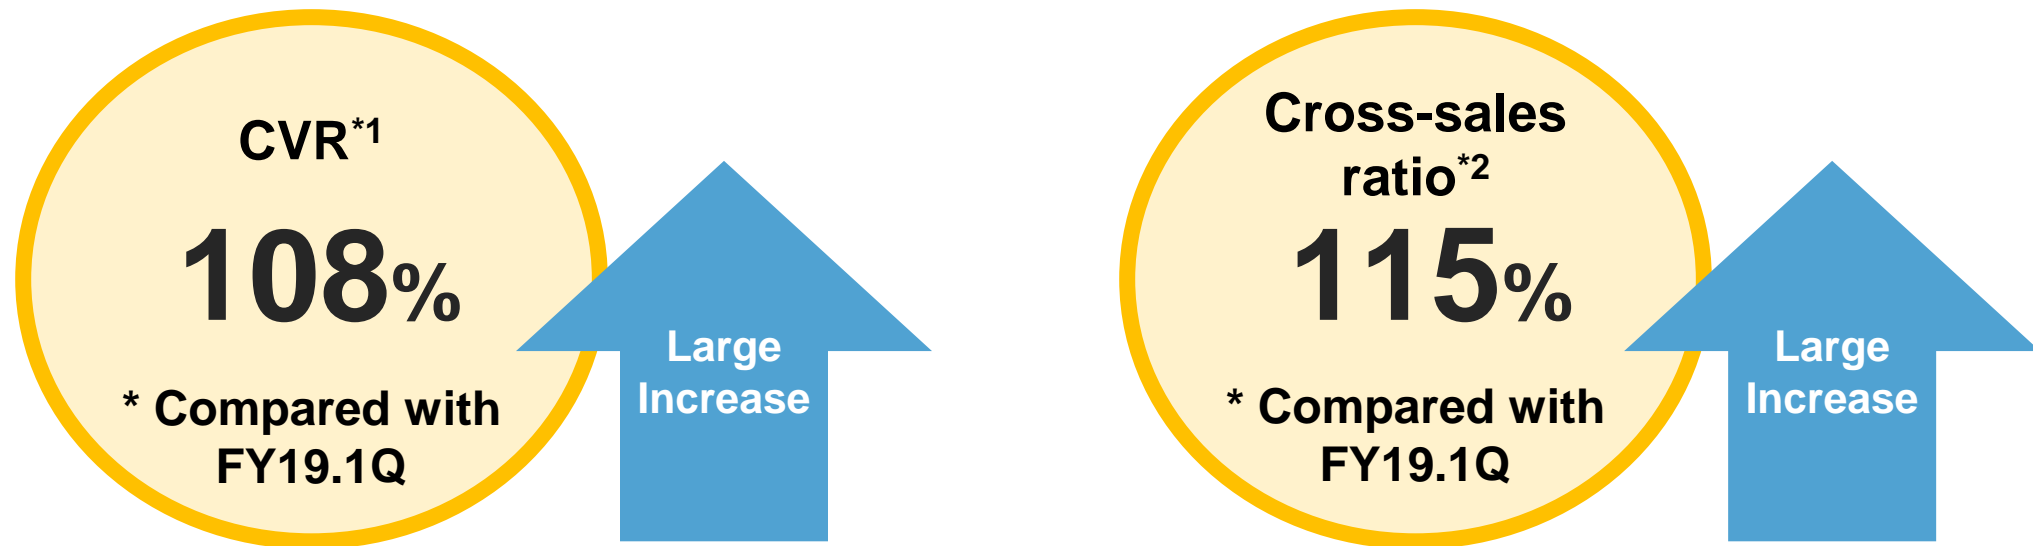 CVR*1
108%
* Compared with
FY19.1Q
Large
Increase
Cross-sales
ratio*2
115%
* Compared with
FY19.1Q
Large
Increase